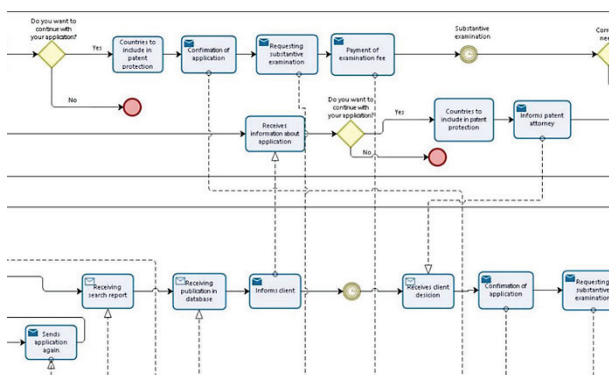 Do you want to
continue with
your application?
Yes
No
Countries to
include in
patent
protection
Confirmation of
application
Requesting
substantive
examination
Payment of
examination fee
Substantive
examination
Receives
information about
application
Do you want to
continue with
your application?
Yes
No
Countries to
include in patent
protection
Informs patent
attorney
Receiving
search report
Receiving
publication in
database
Informs client
Receives client
desicion
Confirmation of
application
Requesting
substantive
examination
Sends
application
again.